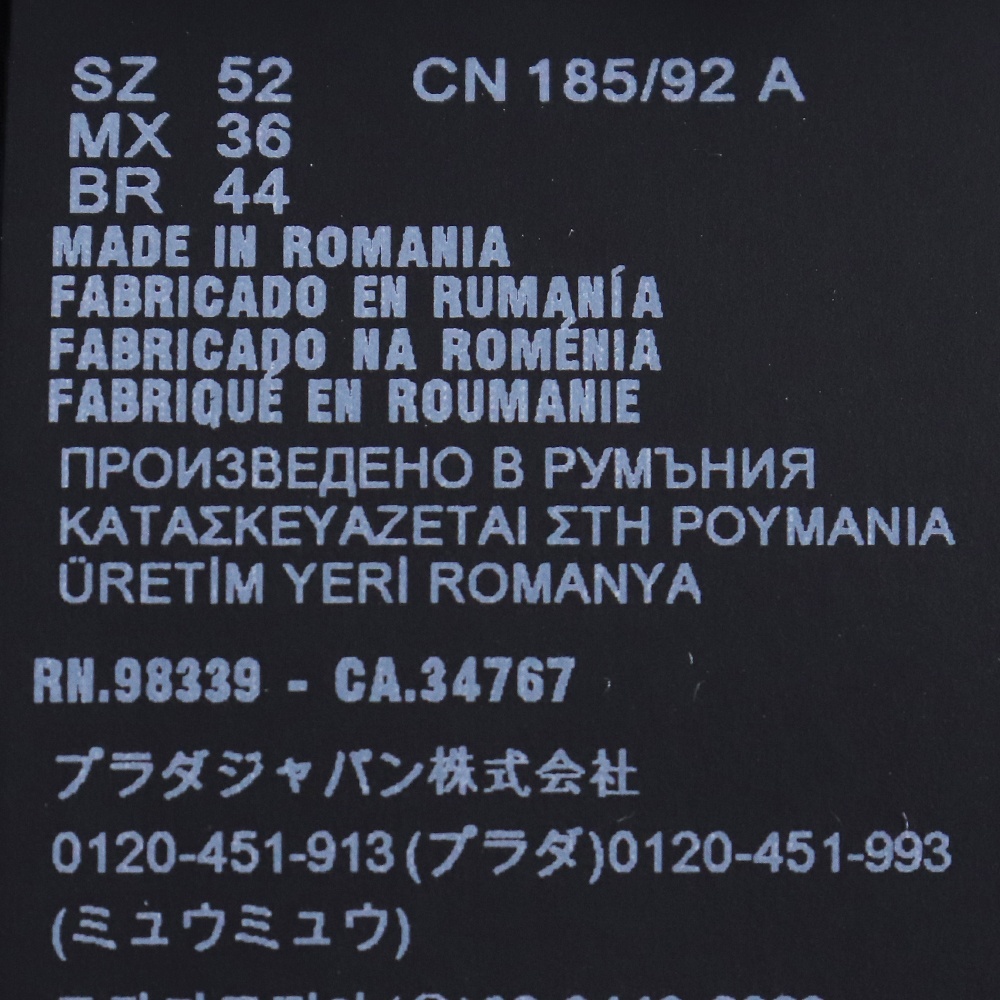 SZ 52 CN 185/92 A
MX 36
BR 44
MADE IN ROMANIA
FABRICADO EN RUMANÍA
FABRICADO NA ROMÉNIA
FABRIQUÉ EN ROUMANIE
ПРОИЗВЕДЕНО В РУМЪНИЯ
ΚΑΤΑΣΚΕΥΑΖΕΤΑΙ ΣΤΗ ΡΟΥΜΑΝΙΑ
ÜRETİM YERİ ROMANYA
RN.98339 - CA.34767
プラダジャパン株式会社
0120-451-913(プラダ)0120-451-993
(ミュウミュウ)